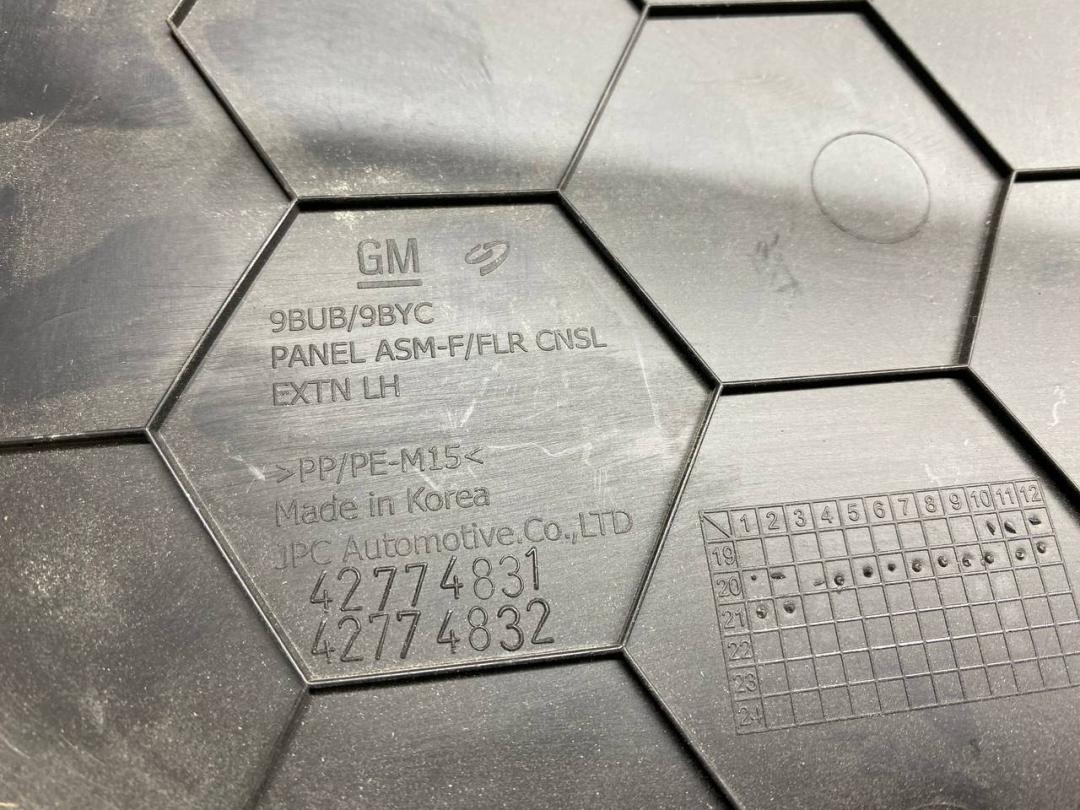 GM
9BUB/9BYC
PANEL ASM-F/FLR CNSL
EXTN LH
>PP/PE-M15<
Made in Korea
JPC Automotive.Co.,LTD
42774831
42774832
1 2 3 4 5 6 7 8 9 10 11 12
19
20
21
22
23
24